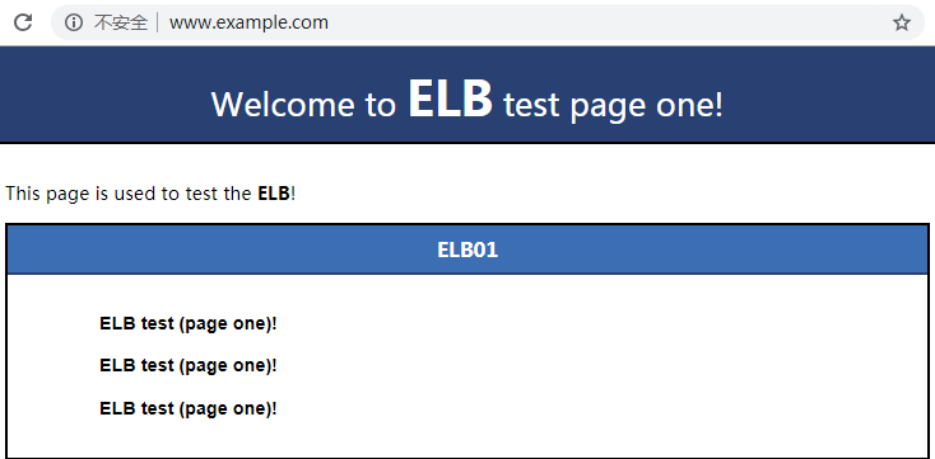 不安全 www.example.com
Welcome to ELB test page one!
This page is used to test the ELB!
ELB01
ELB test (page one)!
ELB test (page one)!
ELB test (page one)!